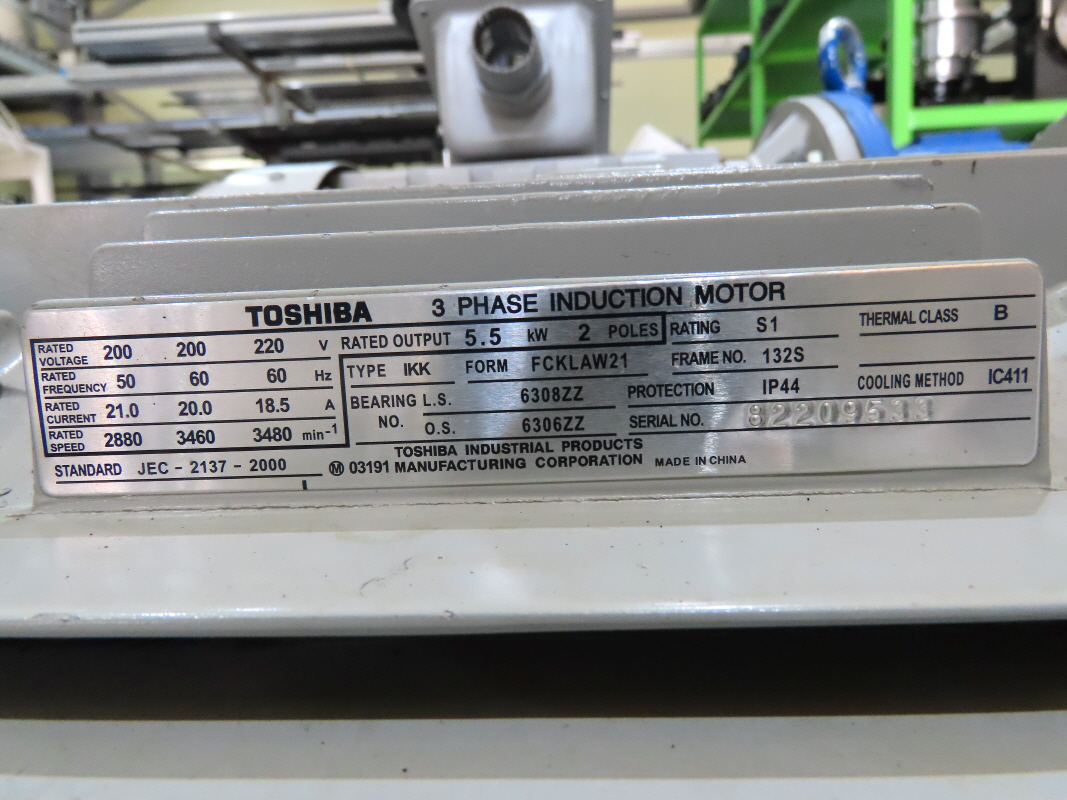 TOSHIBA 3 PHASE INDUCTION MOTOR
RATED VOLTAGE 200 200 220 V
RATED FREQUENCY 50 60 60 Hz
RATED CURRENT 21.0 20.0 18.5 A
RATED SPEED 2880 3460 3480 min-1
STANDARD JEC - 2137 - 2000
RATED OUTPUT 5.5 kW 2 POLES
TYPE IKK FORM FCKLAW21
BEARING L.S. 6308ZZ
NO. O.S. 6306ZZ
RATING S1 THERMAL CLASS B
FRAME NO. 132S
PROTECTION IP44 COOLING METHOD IC411
SERIAL NO. 82209533
TOSHIBA INDUSTRIAL PRODUCTS
Ⓜ 03191 MANUFACTURING CORPORATION MADE IN CHINA